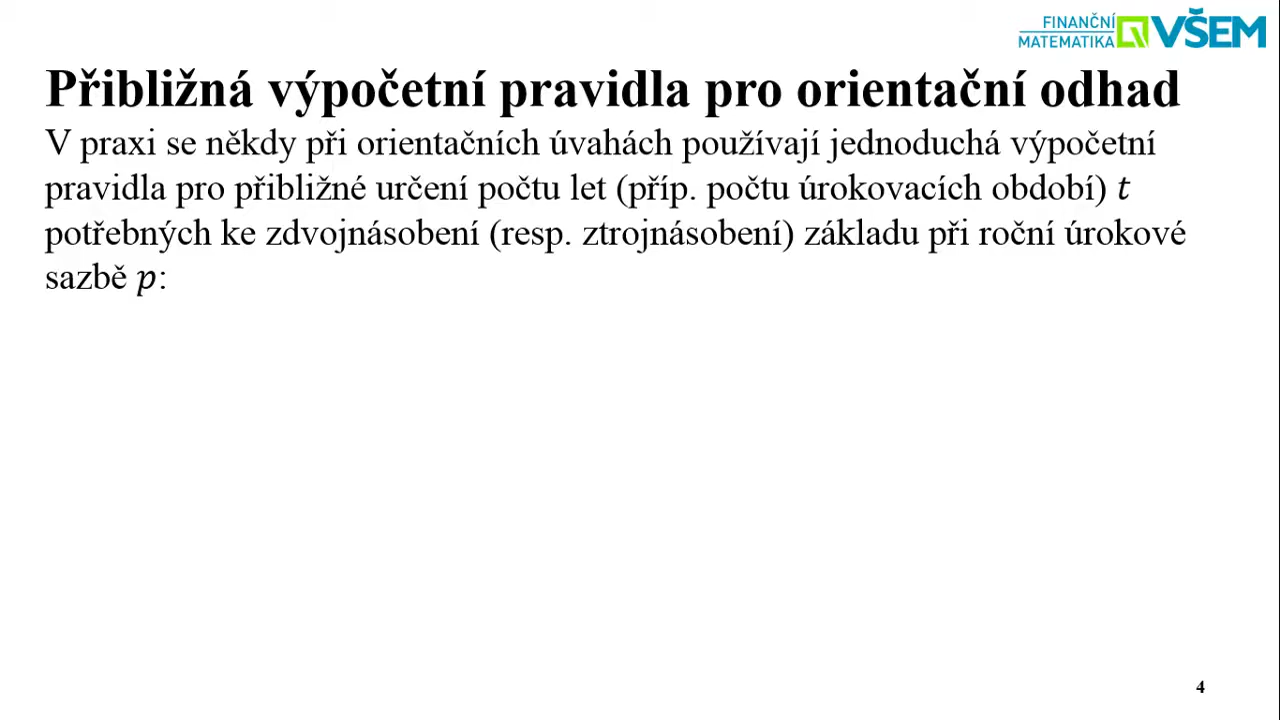 FINANČNÍ
MATEMATIKA VŠEM
Přibližná výpočetní pravidla pro orientační odhad
V praxi se někdy při orientačních úvahách používají jednoduchá výpočetní
pravidla pro přibližné určení počtu let (příp. počtu úrokovacích období) t
potřebných ke zdvojnásobení (resp. ztrojnásobení) základu při roční úrokové
sazbě p:
4